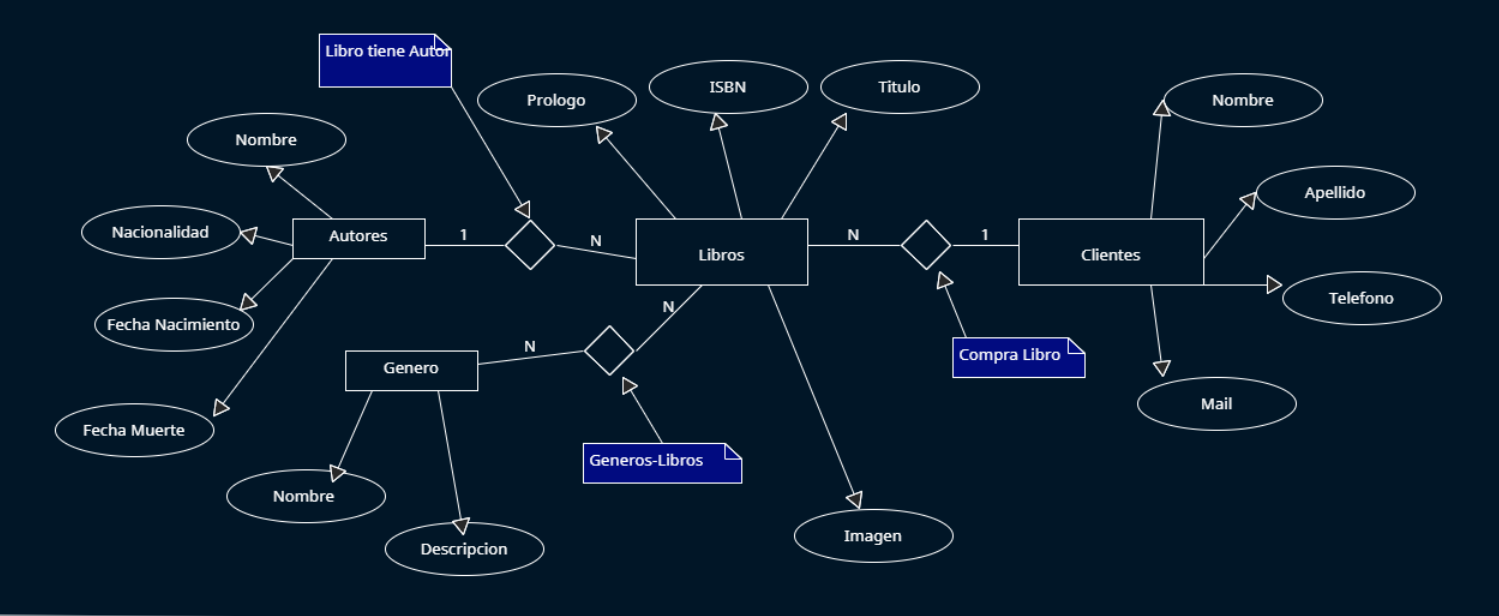 Libro tiene Autor
Prologo
ISBN
Titulo
Nombre
Nombre
Apellido
Nacionalidad
Autores
1
N
Libros
N
1
Clientes
Telefono
Fecha Nacimiento
N
N
Genero
Compra Libro
Mail
Fecha Muerte
Generos-Libros
Nombre
Imagen
Descripcion